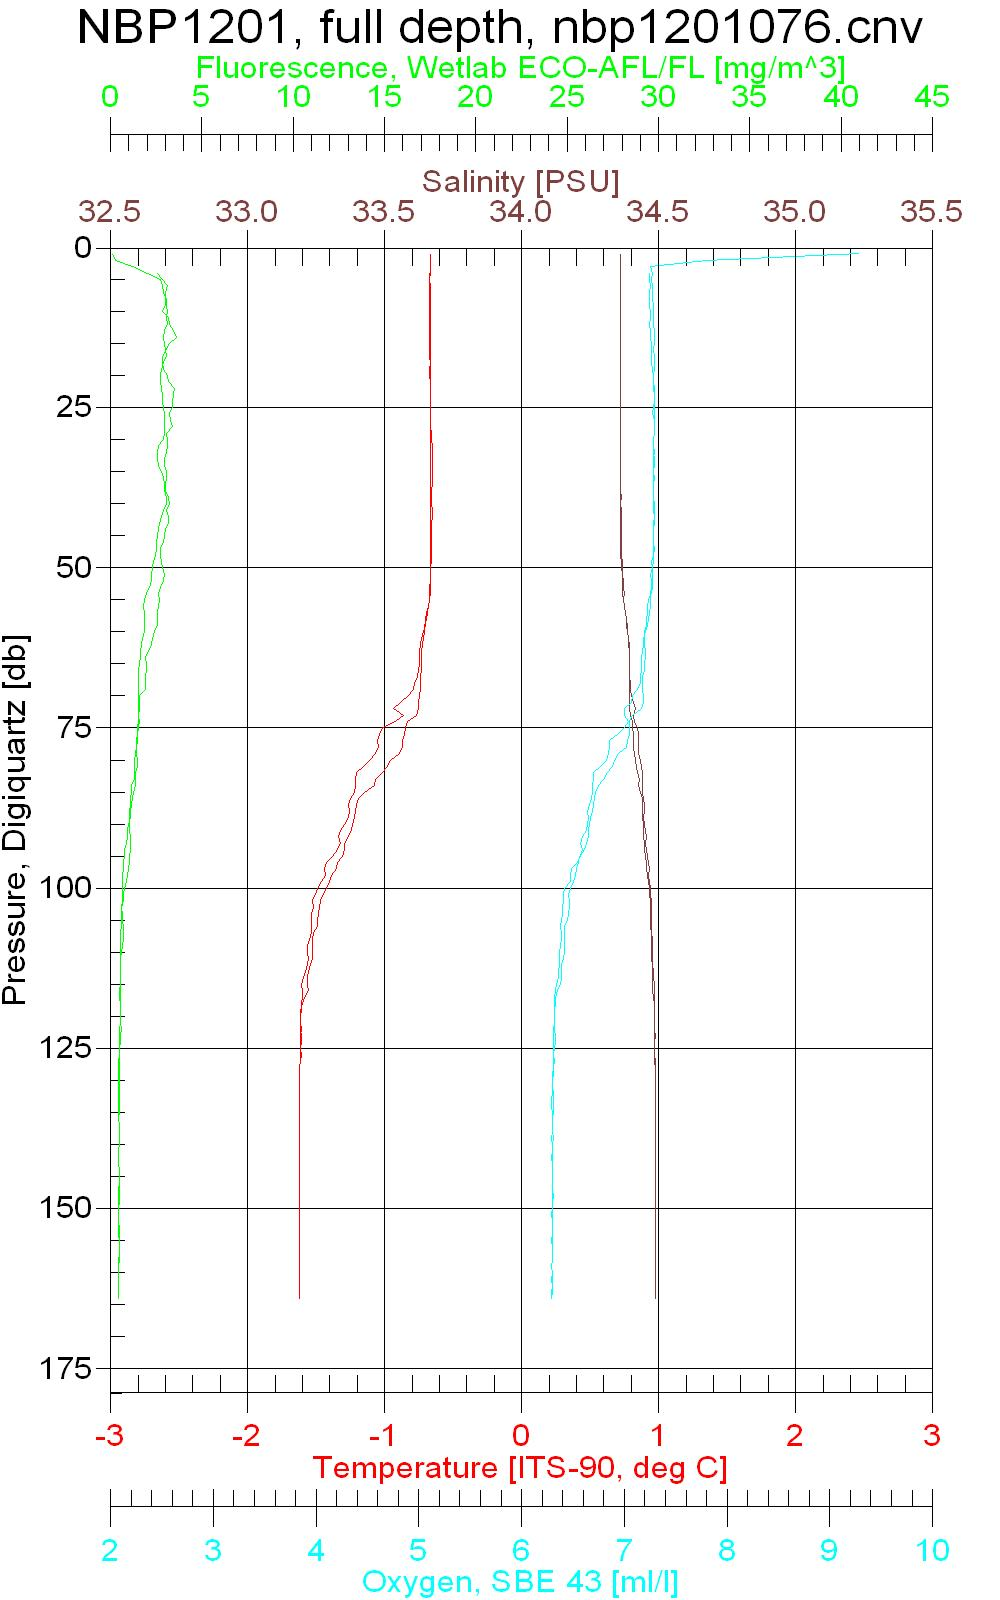 NBP1201, full depth, nbp1201076.cnv
Fluorescence, Wetlab ECO-AFL/FL [mg/m^3]
0 5 10 15 20 25 30 35 40 45
Salinity [PSU]
32.5 33.0 33.5 34.0 34.5 35.0 35.5
0
25
50
75
100
125
150
175
Pressure, Digiquartz [db]
-3 -2 -1 0 1 2 3
Temperature [ITS-90, deg C]
2 3 4 5 6 7 8 9 10
Oxygen, SBE 43 [ml/l]